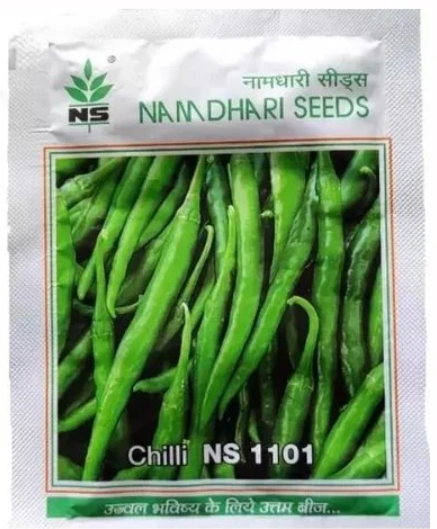 नामधारी सीड्स
NS ®
NAMDHARI SEEDS
Chilli NS 1101
उज्वल भविष्य के लिये उत्तम बीज...